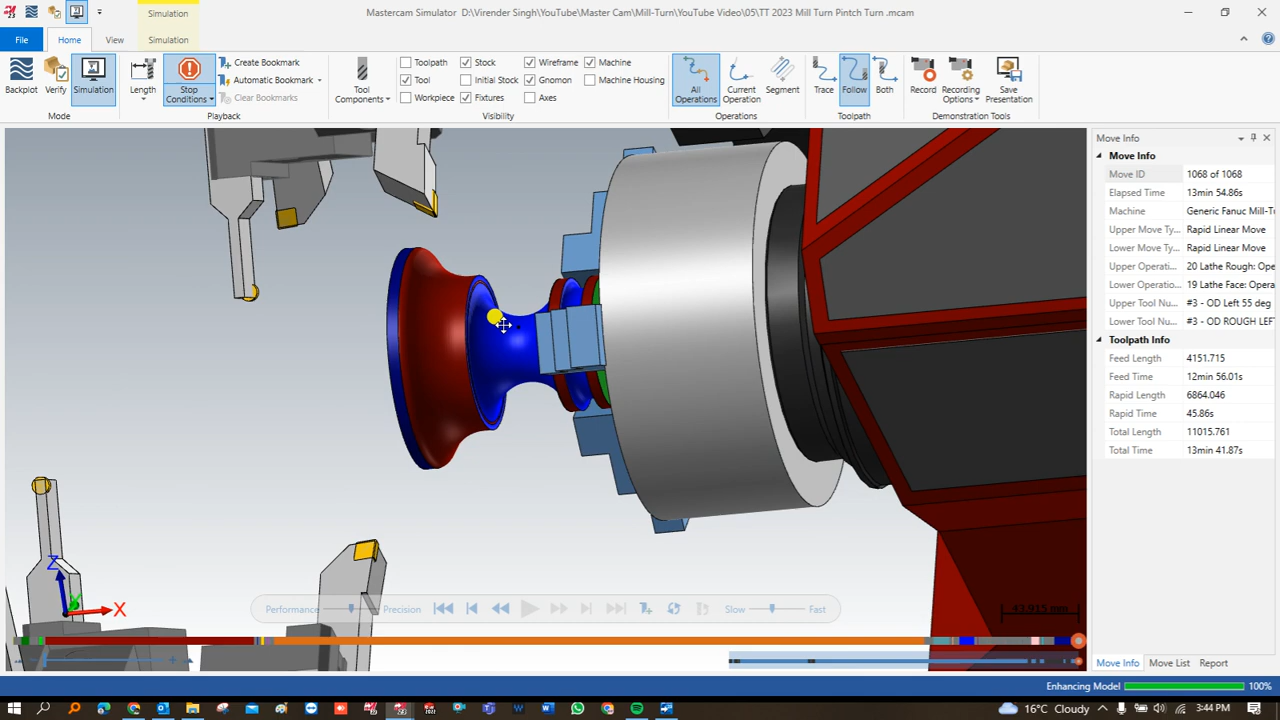 Simulation
Mastercam Simulator D:\Virender Singh\YouTube\Master Cam\Mill-Turn\YouTube Video\05\TT 2023 Mill Turn Pintch Turn .mcam
File
Home
View
Simulation
Backplot
Verify
Simulation
Mode
Length
Stop Conditions
Create Bookmark
Automatic Bookmark
Clear Bookmarks
Playback
Tool Components
Toolpath
Tool
Workpiece
Stock
Initial Stock
Fixtures
Wireframe
Gnomon
Axes
Machine
Machine Housing
Visibility
All Operations
Current Operation
Segment
Operations
Trace
Follow
Both
Toolpath
Record
Recording Options
Save Presentation
Demonstration Tools
Move Info
Move Info
Move ID 1068 of 1068
Elapsed Time 13min 54.86s
Machine Generic Fanuc Mill-T
Upper Move Ty... Rapid Linear Move
Lower Move Ty... Rapid Linear Move
Upper Operati... 20 Lathe Rough: Oper
Lower Operati... 19 Lathe Face: Opera
Upper Tool Nu... #3 - OD Left 55 deg
Lower Tool Nu... #3 - OD ROUGH LEFT
Toolpath Info
Feed Length 4151.715
Feed Time 12min 56.01s
Rapid Length 6864.046
Rapid Time 45.86s
Total Length 11015.761
Total Time 13min 41.87s
Z
X
Performance
Precision
Slow
Fast
43.915 mm
Move Info
Move List
Report
Enhancing Model
100%
16°C Cloudy
3:44 PM